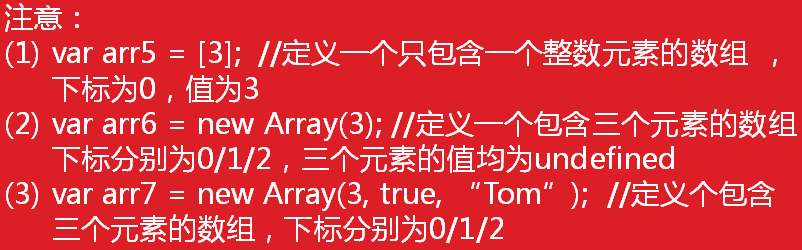 注意：
(1) var arr5 = [3];  //定义一个只包含一个整数元素的数组 ，
下标为0，值为3
(2) var arr6 = new Array(3); //定义一个包含三个元素的数组
下标分别为0/1/2，三个元素的值均为undefined
(3) var arr7 = new Array(3, true, “Tom”);  //定义个包含
三个元素的数组，下标分别为0/1/2